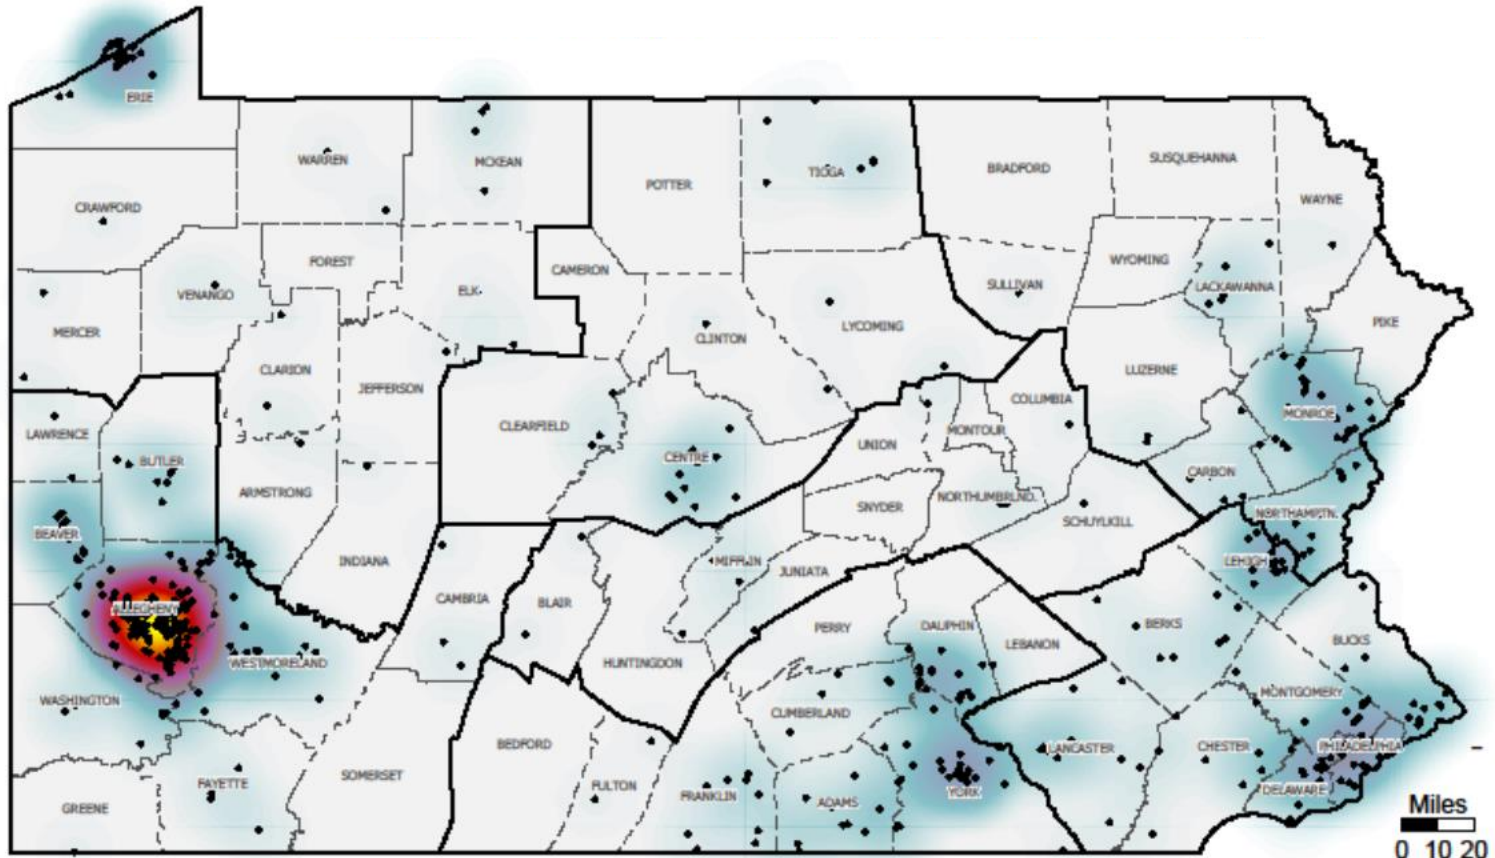 ERIE
WARREN
MCKEAN
POTTER
TIOGA
BRADFORD
SUSQUEHANNA
WAYNE
CRAWFORD
FOREST
CAMERON
WYOMING
VENANGO
ELK
SULLIVAN
LACKAWANNA
MERCER
CLINTON
LYCOMING
PIKE
CLARION
JEFFERSON
LUZERNE
COLUMBIA
MONROE
LAWRENCE
CLEARFIELD
MONTOUR
UNION
BUTLER
CENTRE
CARBON
ARMSTRONG
SNYDER
NORTHUMBRLND.
NORTHAMPTN.
SCHUYLKILL
BEAVER
INDIANA
MIFFLIN
JUNIATA
LEHIGH
CAMBRIA
BLAIR
ALLEGHENY
PERRY
DAUPHIN
BERKS
LEBANON
BUCKS
WESTMORELAND
HUNTINGDON
WASHINGTON
MONTGOMERY
CUMBERLAND
BEDFORD
LANCASTER
CHESTER
PHILADELPHIA
SOMERSET
FAYETTE
FULTON
FRANKLIN
ADAMS
YORK
DELAWARE
GREENE
Miles
0 10 20